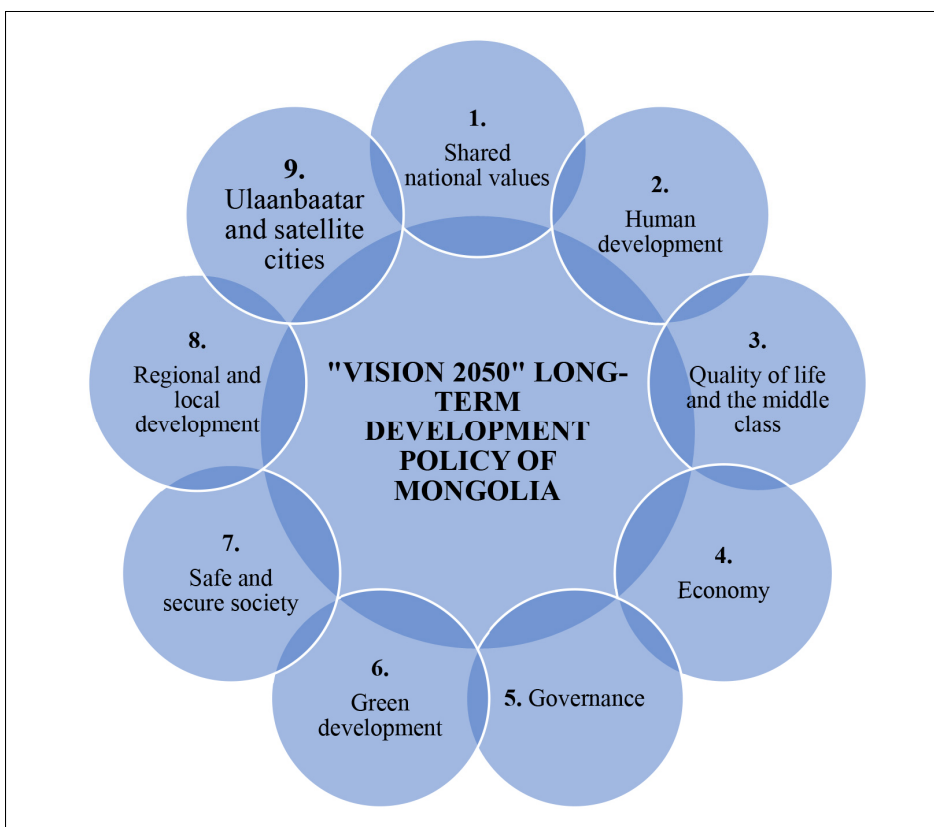 1.
Shared
national values
2.
Human
development
3.
Quality of life
and the middle
class
4.
Economy
5. Governance
6.
Green
development
7.
Safe and
secure society
8.
Regional and
local
development
9.
Ulaanbaatar
and satellite
cities
"VISION 2050" LONG-
TERM
DEVELOPMENT
POLICY OF
MONGOLIA